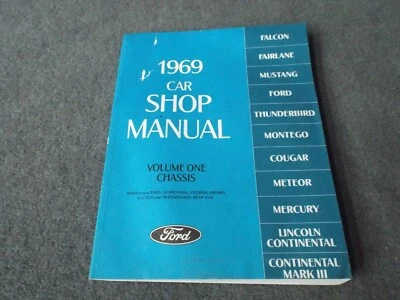 1969
CAR
SHOP
MANUAL
VOLUME ONE
CHASSIS
Ford
FALCON
FAIRLANE
MUSTANG
FORD
THUNDERBIRD
MONTEGO
COUGAR
METEOR
MERCURY
LINCOLN
CONTINENTAL
CONTINENTAL
MARK III